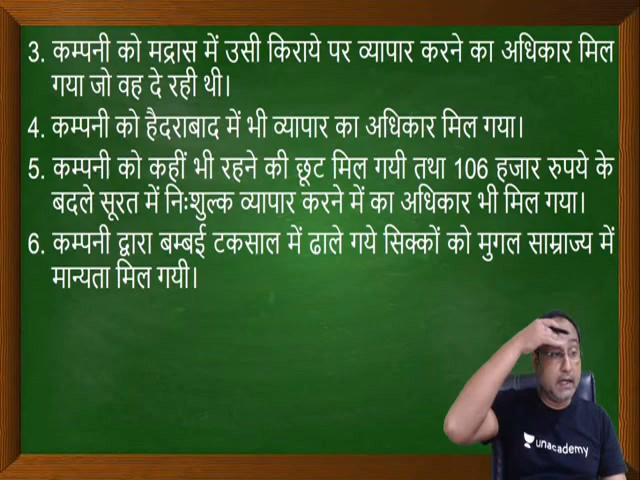 3. कम्पनी को मद्रास में उसी किराये पर व्यापार करने का अधिकार मिल
गया जो वह दे रही थी।
4. कम्पनी को हैदराबाद में भी व्यापार का अधिकार मिल गया।
5. कम्पनी को कहीं भी रहने की छूट मिल गयी तथा 106 हजार रुपये के
बदले सूरत में निःशुल्क व्यापार करने में का अधिकार भी मिल गया।
6. कम्पनी द्वारा बम्बई टकसाल में ढाले गये सिक्कों को मुगल साम्राज्य में
मान्यता मिल गयी।
unacademy